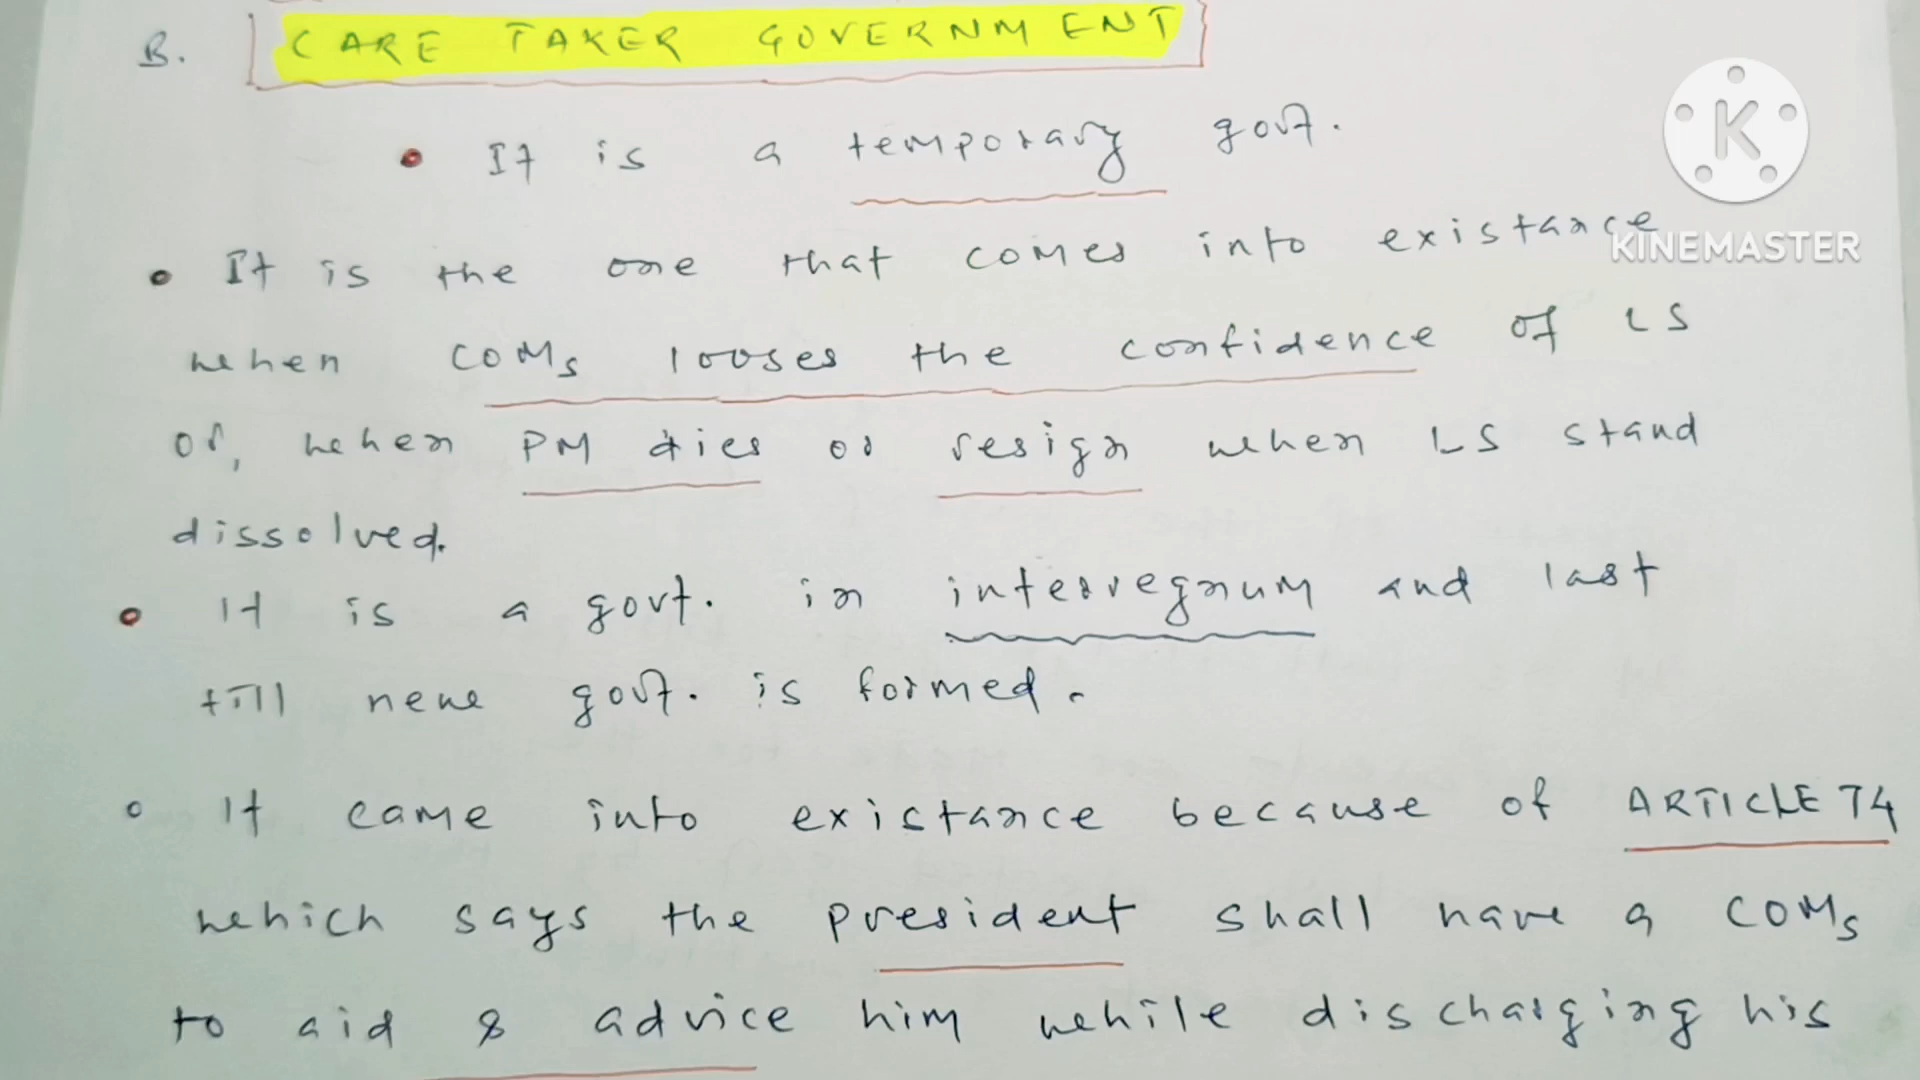 B. CARE TAKER GOVERNMENT
• It is a temporary govt.
• It is the one that comes into existance
when COMs looses the confidence of LS
or, when PM dies or resign when LS stand
dissolved.
• It is a govt. in interregnum and last
till new govt. is formed.
• It came into existance because of ARTICLE 74
which says the president shall have a COMs
to aid & advice him while discharging his
K
KINEMASTER